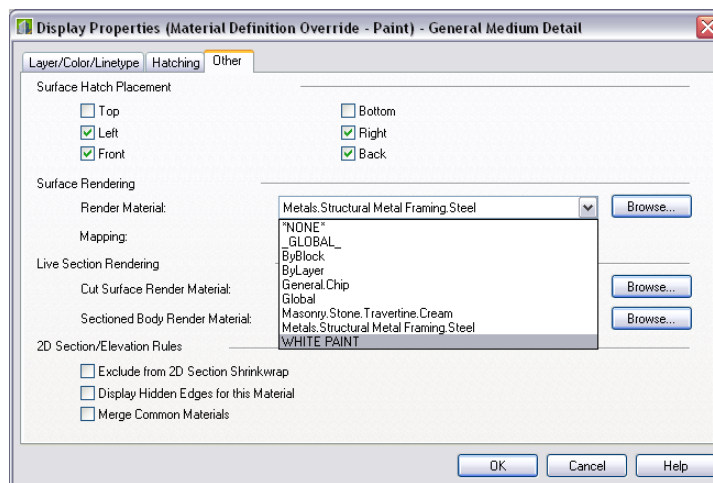 Display Properties (Material Definition Override - Paint) - General Medium Detail
Layer/Color/Linetype Hatching Other
Surface Hatch Placement
Top Bottom
Left Right
Front Back
Surface Rendering
Render Material: Metals.Structural Metal Framing.Steel Browse...
Mapping: *NONE*
_GLOBAL_
ByBlock
Live Section Rendering ByLayer
General.Chip
Cut Surface Render Material: Global Browse...
Masonry.Stone.Travertine.Cream
Sectioned Body Render Material: Metals.Structural Metal Framing.Steel Browse...
2D Section/Elevation Rules WHITE PAINT
Exclude from 2D Section Shrinkwrap
Display Hidden Edges for this Material
Merge Common Materials
OK Cancel Help